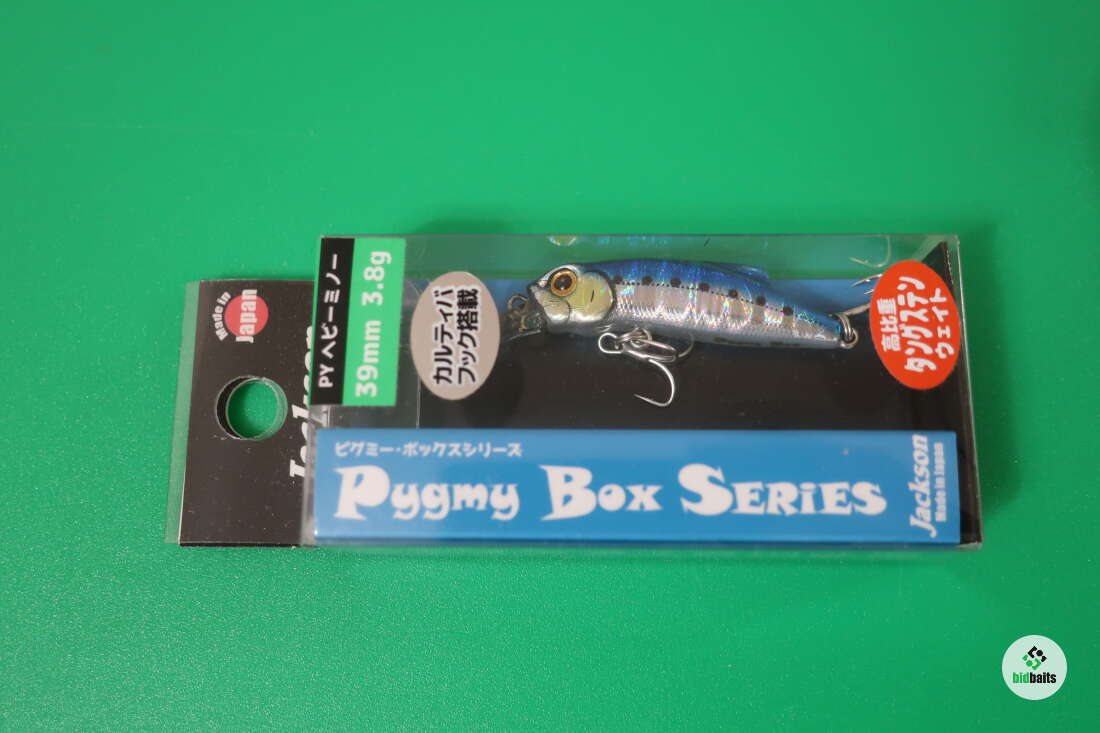 Made in
Japan
Jackson
PY ヘビーミノー
39mm 3.8g
カルティバ
フック搭載
高比重
タングステン
ウェイト
ピグミー・ボックスシリーズ
Pygmy Box SERiES
Jackson
Made in Japan
bidbaits